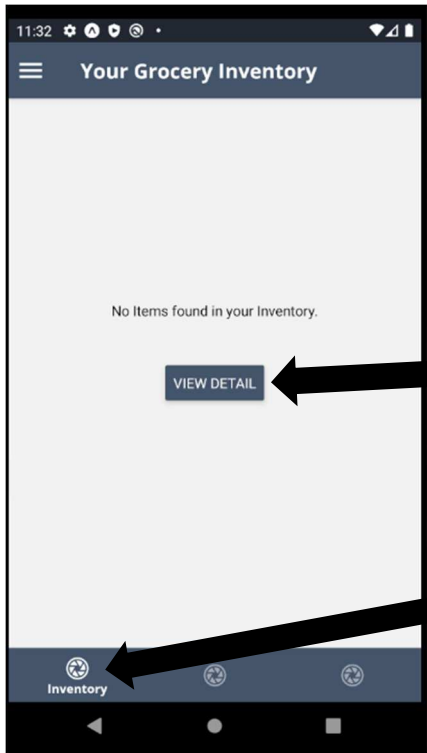 11:32
Your Grocery Inventory
No Items found in your Inventory.
VIEW DETAIL
Inventory